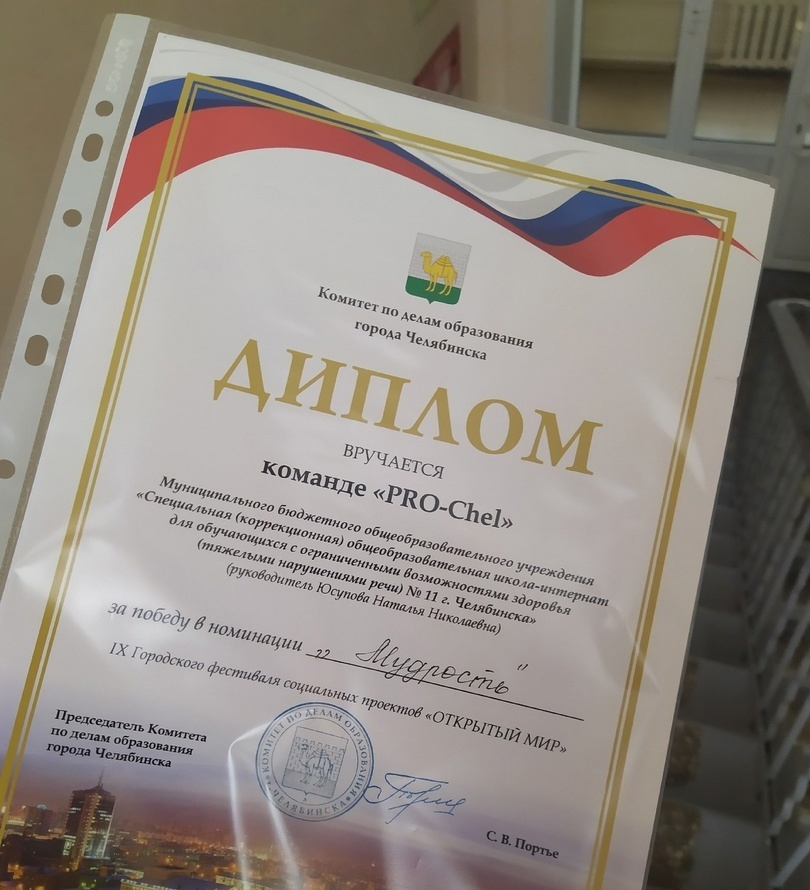 Комитет по делам образования
города Челябинска
ДИПЛОМ
ВРУЧАЕТСЯ
команде «PRO-Chel»
Муниципального бюджетного общеобразовательного учреждения
«Специальная (коррекционная) общеобразовательная школа-интернат
для обучающихся с ограниченными возможностями здоровья
(тяжелыми нарушениями речи) № 11 г. Челябинска»
(руководитель Юсупова Наталья Николаевна)
за победу в номинации „ Мудрость"
IX Городского фестиваля социальных проектов «ОТКРЫТЫЙ МИР»
Председатель Комитета
по делам образования
города Челябинска
КОМИТЕТ ПО ДЕЛАМ ОБРАЗОВАНИЯ
ЧЕЛЯБИНСКА
С. В. Портье